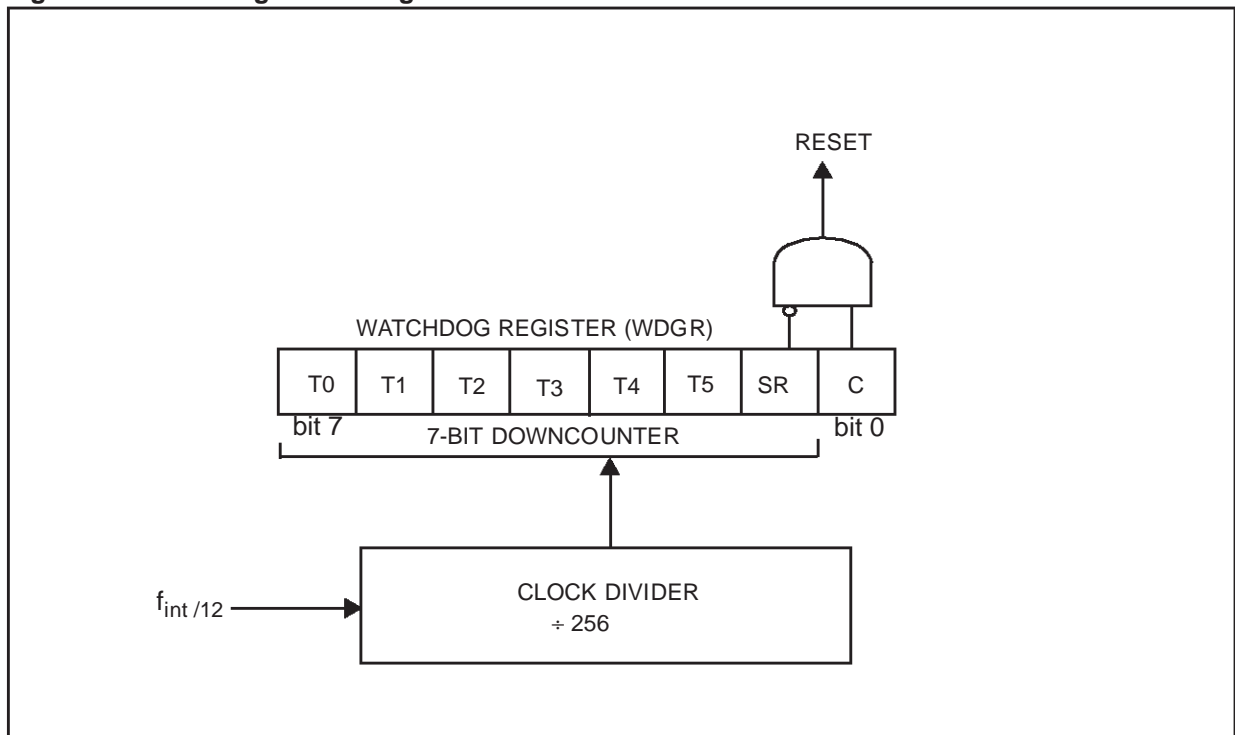 RESET
WATCHDOG REGISTER (WDGR)
T0 T1 T2 T3 T4 T5 SR C
bit 7 bit 0
7-BIT DOWNCOUNTER
CLOCK DIVIDER
fint /12
÷ 256